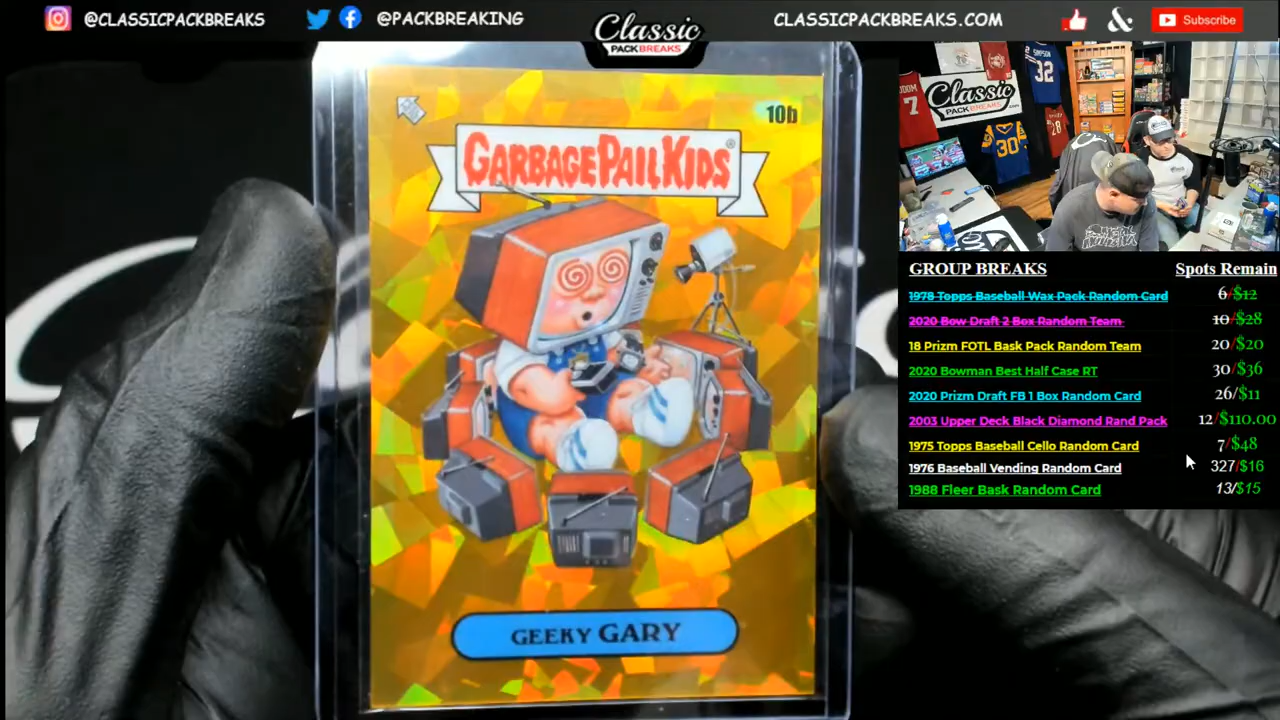 @CLASSICPACKBREAKS
@PACKBREAKING
Classic
PACK BREAKS
CLASSICPACKBREAKS.COM
&
Subscribe
10b
GARBAGE PAIL KIDS®
GEEKY GARY
7
Classic
PACK BREAKS
SIMPSON
32
30
28
GROUP BREAKS Spots Remain
1978 Topps Baseball Wax Pack Random Card 6/$12
2020 Bow Draft 2 Box Random Team 10/$28
18 Prizm FOTL Bask Pack Random Team 20/$20
2020 Bowman Best Half Case RT 30/$36
2020 Prizm Draft FB 1 Box Random Card 26/$11
2003 Upper Deck Black Diamond Rand Pack 12/$110.00
1975 Topps Baseball Cello Random Card 7/$48
1976 Baseball Vending Random Card 327/$16
1988 Fleer Bask Random Card 13/$15